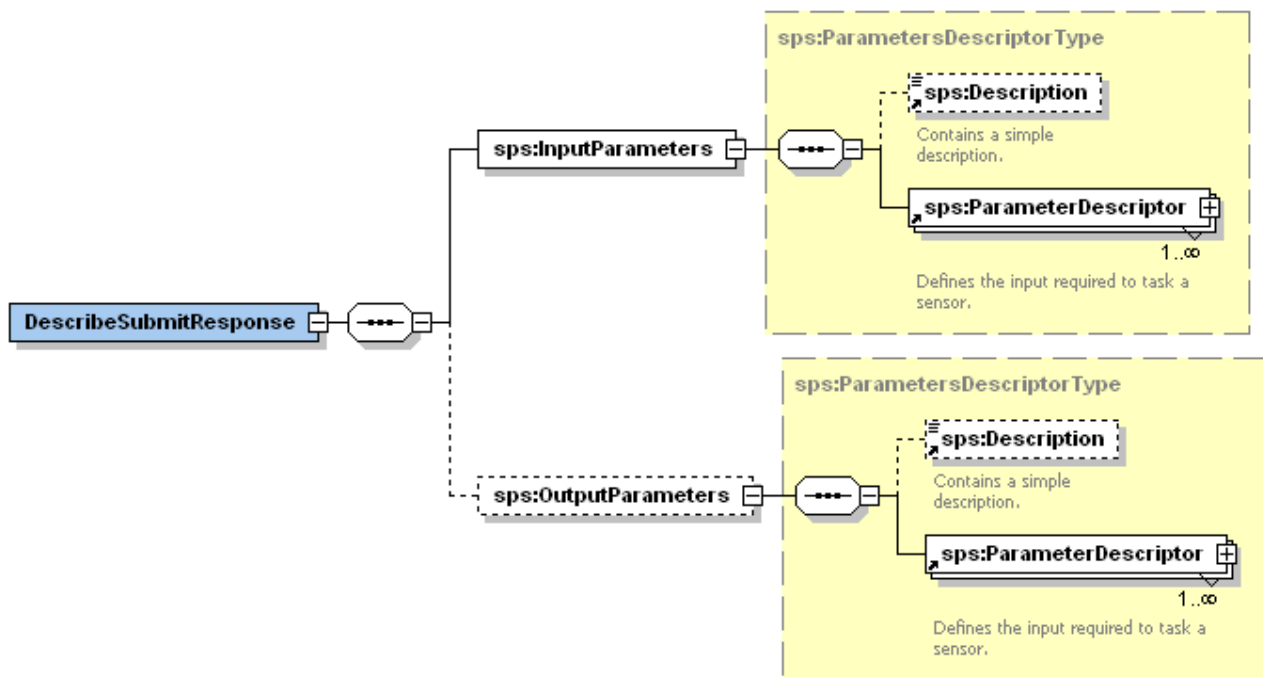 sps:ParametersDescriptorType
sps:Description
Contains a simple
description.
sps:InputParameters
sps:ParameterDescriptor
1..∞
Defines the input required to task a
sensor.
DescribeSubmitResponse
sps:ParametersDescriptorType
sps:Description
Contains a simple
description.
sps:OutputParameters
sps:ParameterDescriptor
1..∞
Defines the input required to task a
sensor.